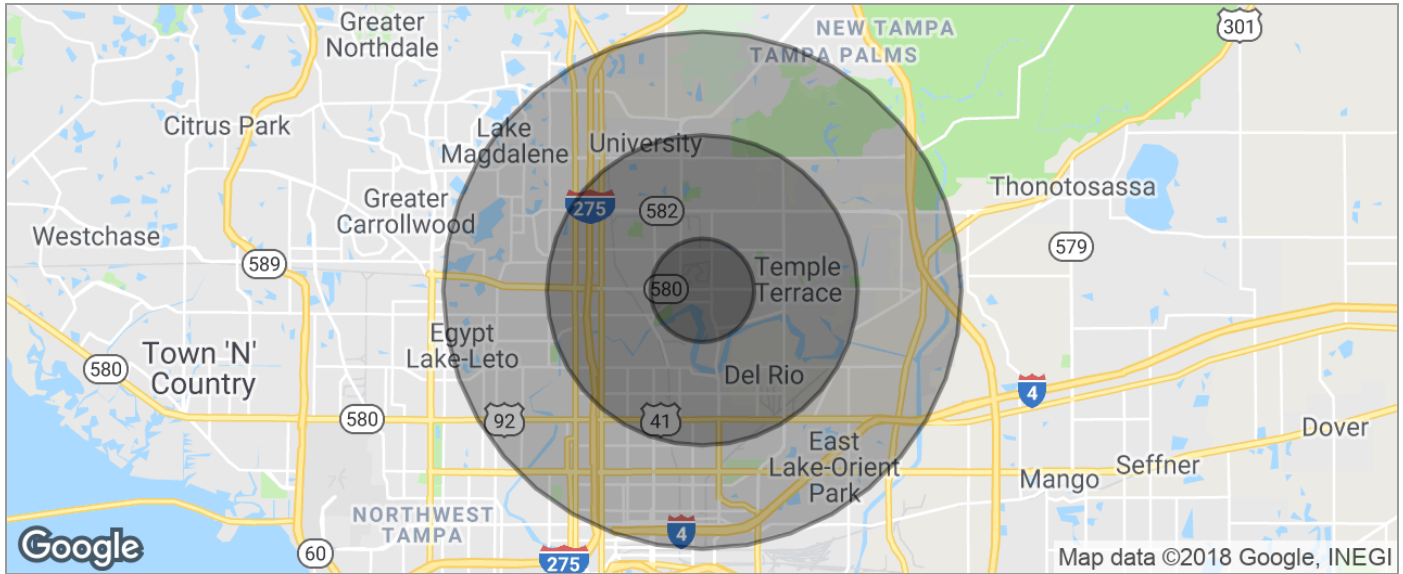 Greater
Northdale
NEW TAMPA
TAMPA PALMS
301
Citrus Park
Lake
Magdalene
University
Thonotosassa
Greater
Carrollwood
275
582
Westchase
579
589
Temple
Terrace
580
Egypt
Lake-Leto
Town 'N'
Country
580
Del Rio
4
580
92
41
Dover
East
Lake-Orient
Park
Seffner
Mango
NORTHWEST
TAMPA
4
60
275
Google
Map data ©2018 Google, INEGI